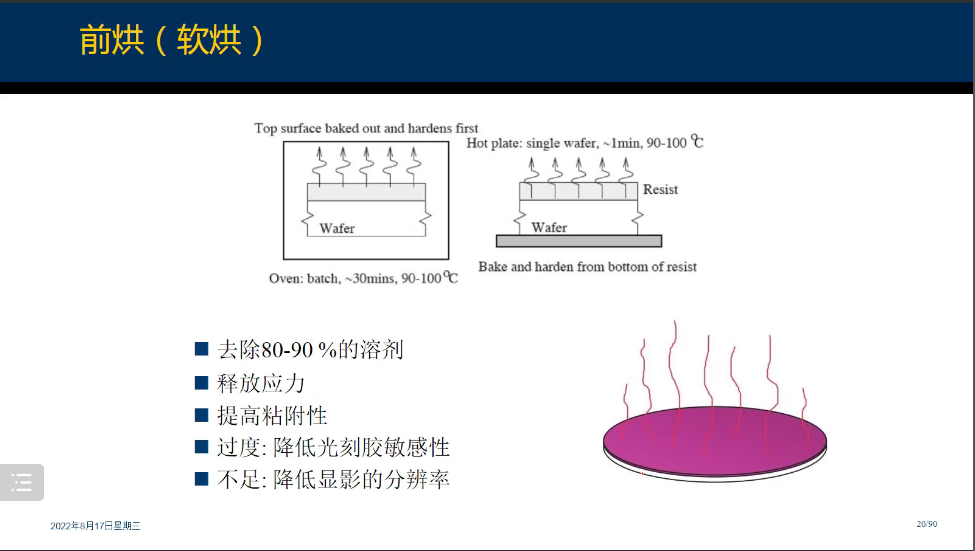 前烘（软烘）
Top surface baked out and hardens first
Hot plate: single wafer, ~1min, 90-100 ℃
Resist
Wafer
Wafer
Oven: batch, ~30mins, 90-100℃
Bake and harden from bottom of resist
去除80-90 %的溶剂
释放应力
提高粘附性
过度: 降低光刻胶敏感性
不足: 降低显影的分辨率
2022年8月17日星期三
20/90